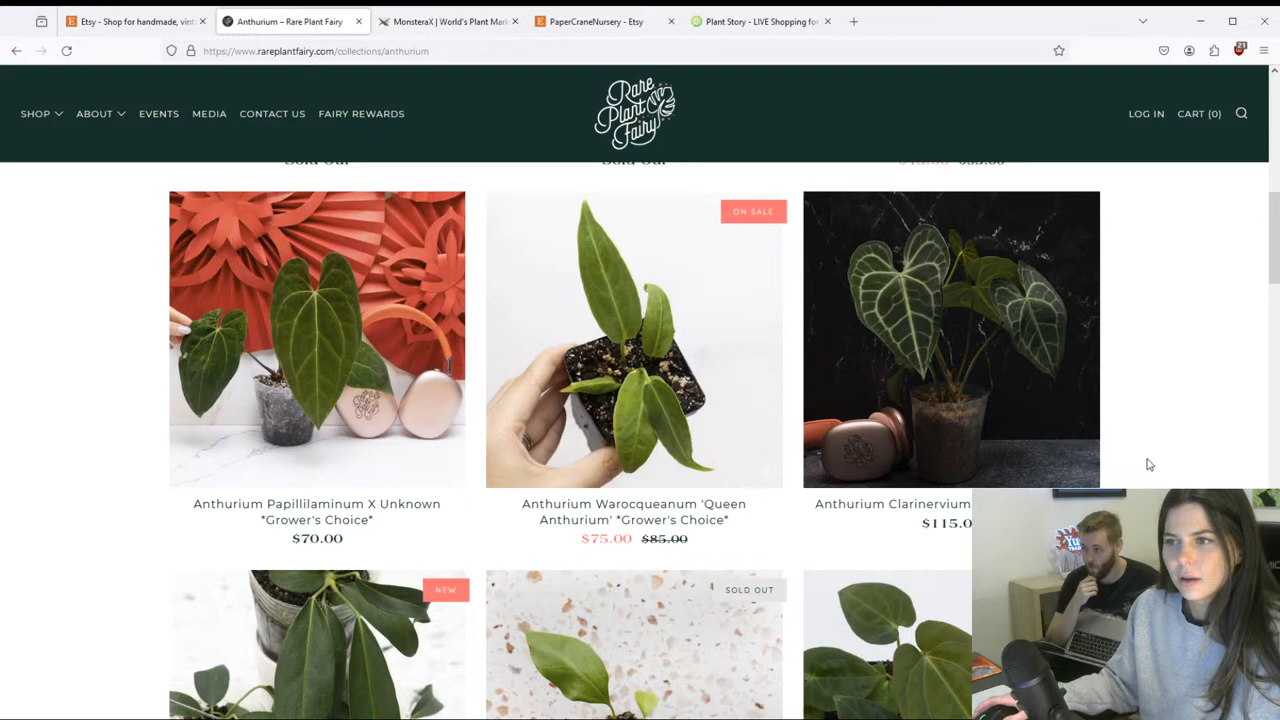 Etsy - Shop for handmade, vint
Anthurium – Rare Plant Fairy
MonsteraX | World's Plant Mark
PaperCraneNursery - Etsy
Plant Story - LIVE Shopping for
https://www.rareplantfairy.com/collections/anthurium
21
SHOP
ABOUT
EVENTS
MEDIA
CONTACT US
FAIRY REWARDS
Rare
Plant
Fairy
LOG IN
CART (0)
Sold Out
Sold Out
ON SALE
Anthurium Papillilaminum X Unknown
*Grower's Choice*
$70.00
Anthurium Warocqueanum 'Queen
Anthurium' *Grower's Choice*
$75.00 $85.00
Anthurium Clarinervium
$115.0
NEW
SOLD OUT